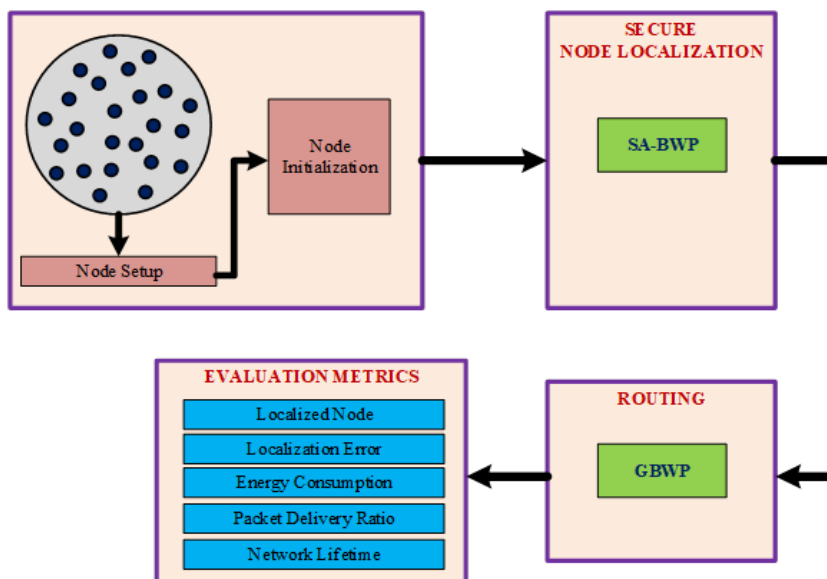 Node
Initialization
Node Setup
SECURE
NODE LOCALIZATION
SA-BWP
EVALUATION METRICS
Localized Node
Localization Error
Energy Consumption
Packet Delivery Ratio
Network Lifetime
ROUTING
GBWP